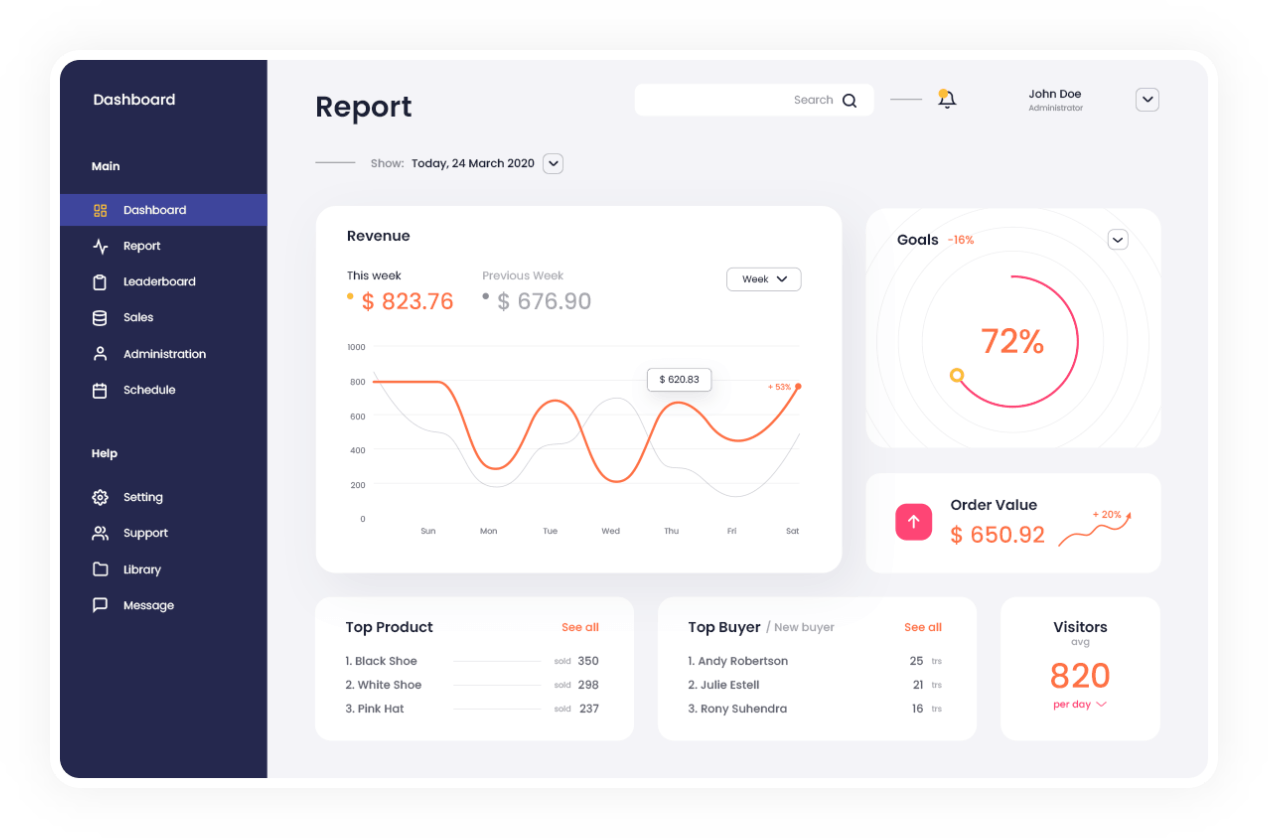 Dashboard
Main
Dashboard
Report
Leaderboard
Sales
Administration
Schedule
Help
Setting
Support
Library
Message
Report
Search
John Doe
Administrator
Show: Today, 24 March 2020
Revenue
This week
$ 823.76
Previous Week
$ 676.90
Week
1000
800
600
400
200
0
$ 620.83
+ 53%
Sun Mon Tue Wed Thu Fri Sat
Goals -16%
72%
Order Value
$ 650.92
+ 20%
Top Product See all
1. Black Shoe sold 350
2. White Shoe sold 298
3. Pink Hat sold 237
Top Buyer / New buyer See all
1. Andy Robertson 25 trs
2. Julie Estell 21 trs
3. Rony Suhendra 16 trs
Visitors
avg
820
per day